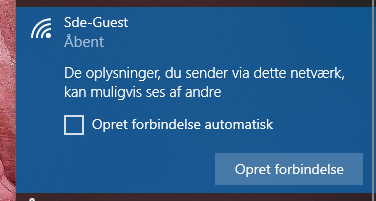 Sde-Guest
Åbent
De oplysninger, du sender via dette netværk,
kan muligvis ses af andre
Opret forbindelse automatisk
Opret forbindelse